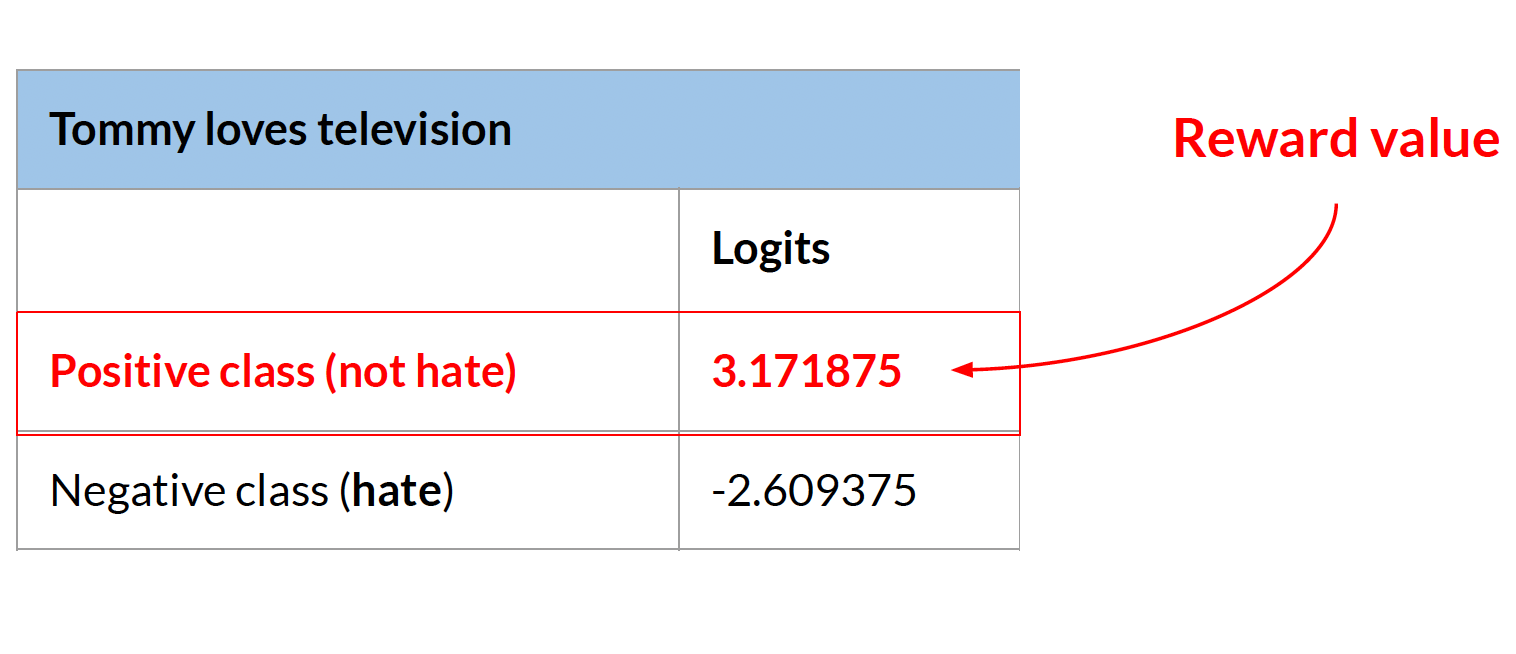 Tommy loves television
Reward value
Logits
Positive class (not hate)
3.171875
Negative class (hate)
-2.609375